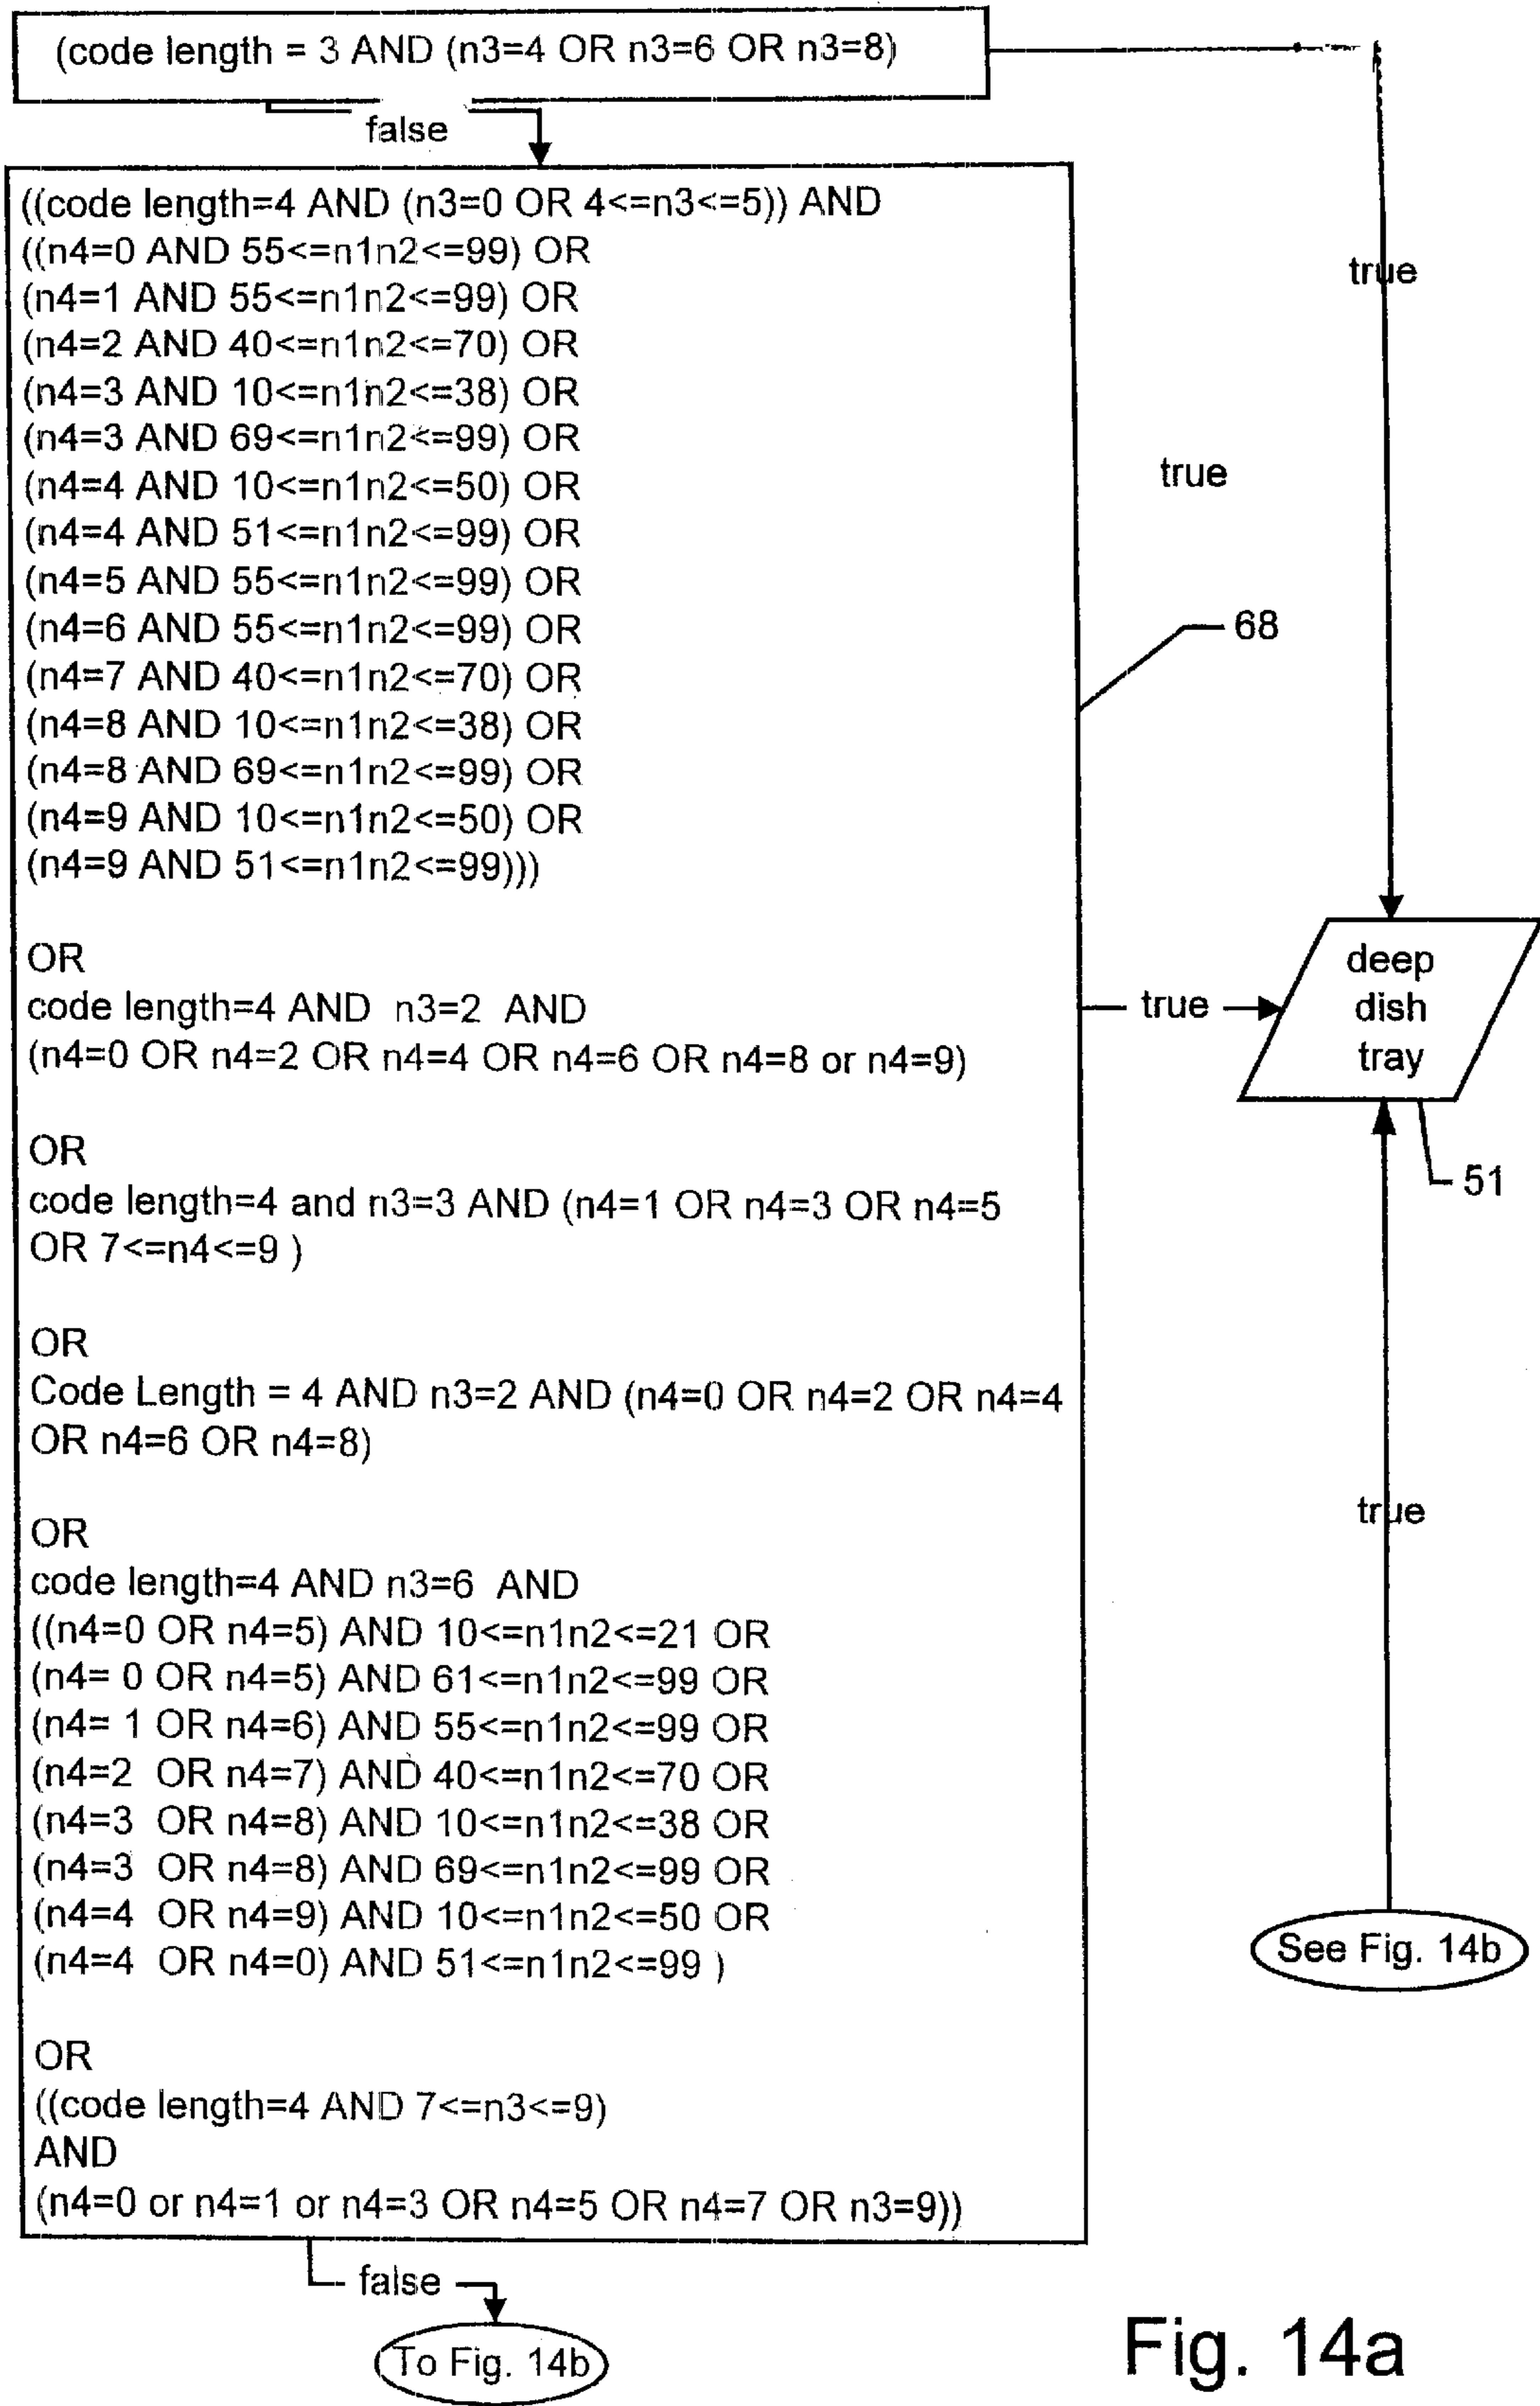 (code length = 3 AND (n3=4 OR n3=6 OR n3=8)
false
((code length=4 AND (n3=0 OR 4<=n3<=5)) AND
((n4=0 AND 55<=n1n2<=99) OR
(n4=1 AND 55<=n1n2<=99) OR
(n4=2 AND 40<=n1n2<=70) OR
(n4=3 AND 10<=n1n2<=38) OR
(n4=3 AND 69<=n1n2<=99) OR
(n4=4 AND 10<=n1n2<=50) OR
(n4=4 AND 51<=n1n2<=99) OR
(n4=5 AND 55<=n1n2<=99) OR
(n4=6 AND 55<=n1n2<=99) OR
(n4=7 AND 40<=n1n2<=70) OR
(n4=8 AND 10<=n1n2<=38) OR
(n4=8 AND 69<=n1n2<=99) OR
(n4=9 AND 10<=n1n2<=50) OR
(n4=9 AND 51<=n1n2<=99)))
OR
code length=4 AND n3=2 AND
(n4=0 OR n4=2 OR n4=4 OR n4=6 OR n4=8 or n4=9)
OR
code length=4 and n3=3 AND (n4=1 OR n4=3 OR n4=5
OR 7<=n4<=9 )
OR
Code Length = 4 AND n3=2 AND (n4=0 OR n4=2 OR n4=4
OR n4=6 OR n4=8)
OR
code length=4 AND n3=6 AND
((n4=0 OR n4=5) AND 10<=n1n2<=21 OR
(n4= 0 OR n4=5) AND 61<=n1n2<=99 OR
(n4= 1 OR n4=6) AND 55<=n1n2<=99 OR
(n4=2 OR n4=7) AND 40<=n1n2<=70 OR
(n4=3 OR n4=8) AND 10<=n1n2<=38 OR
(n4=3 OR n4=8) AND 69<=n1n2<=99 OR
(n4=4 OR n4=9) AND 10<=n1n2<=50 OR
(n4=4 OR n4=0) AND 51<=n1n2<=99 )
OR
((code length=4 AND 7<=n3<=9)
AND
(n4=0 or n4=1 or n4=3 OR n4=5 OR n4=7 OR n3=9))
false
To Fig. 14b
true
true
68
true
deep
dish
tray
51
true
See Fig. 14b
Fig. 14a